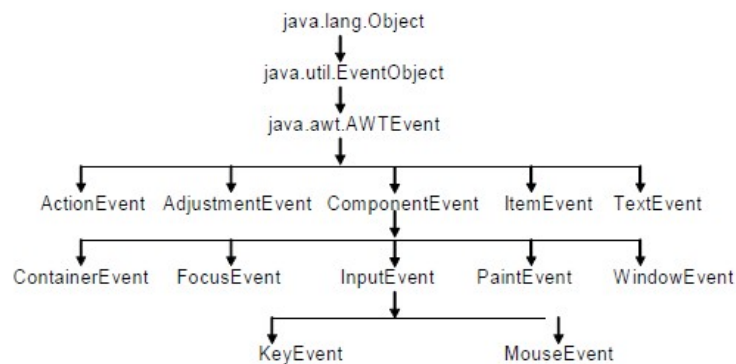 java.lang.Object
java.util.EventObject
java.awt.AWTEvent
ActionEvent AdjustmentEvent ComponentEvent ItemEvent TextEvent
ContainerEvent FocusEvent InputEvent PaintEvent WindowEvent
KeyEvent MouseEvent